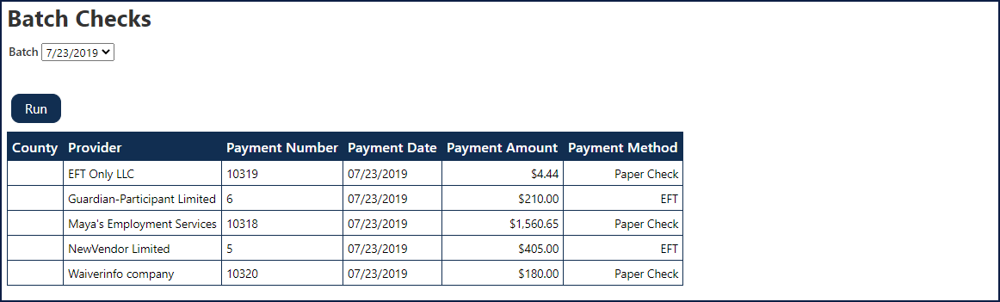 Batch Checks
Batch 7/23/2019
Run
County Provider Payment Number Payment Date Payment Amount Payment Method
EFT Only LLC 10319 07/23/2019 $4.44 Paper Check
Guardian-Participant Limited 6 07/23/2019 $210.00 EFT
Maya's Employment Services 10318 07/23/2019 $1,560.65 Paper Check
NewVendor Limited 5 07/23/2019 $405.00 EFT
Waiverinfo company 10320 07/23/2019 $180.00 Paper Check